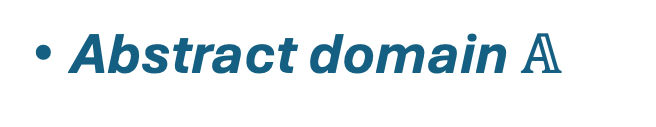 • Abstract domain 𝔸